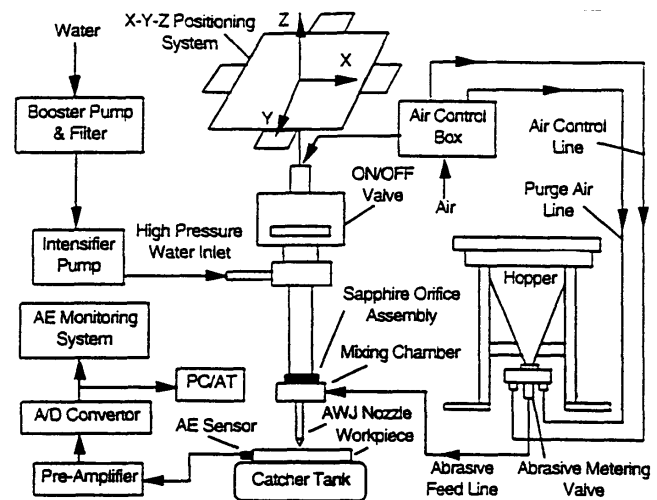 Water
X-Y-Z Positioning
System
Z
X
Y
Booster Pump
& Filter
Air Control
Box
Air Control
Line
Air
Purge Air
Line
ON/OFF
Valve
High Pressure
Water Inlet
Intensifier
Pump
Hopper
AE Monitoring
System
Sapphire Orifice
Assembly
Mixing Chamber
PC/AT
A/D Convertor
AWJ Nozzle
AE Sensor
Workpiece
Pre-Amplifier
Catcher Tank
Abrasive
Feed Line
Abrasive Metering
Valve